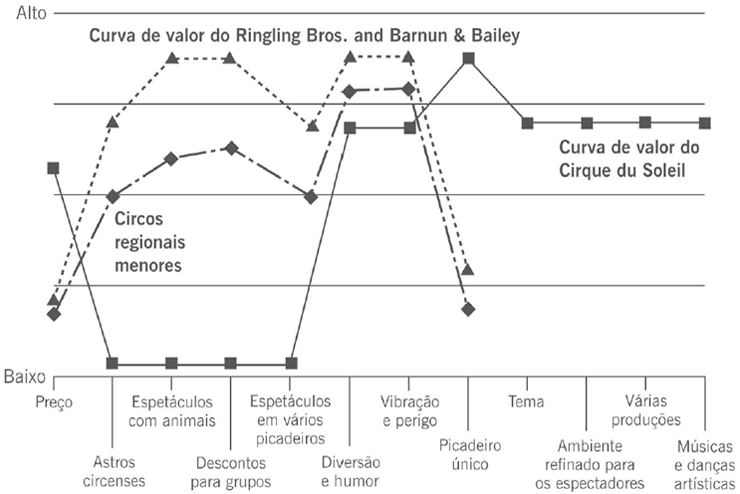 Alto
Curva de valor do Ringling Bros. and Barnun & Bailey
Curva de valor do
Cirque du Soleil
Circos
regionais
menores
Baixo
Preço
Astros
circenses
Espetáculos
com animais
Descontos
para grupos
Espetáculos
em vários
picadeiros
Diversão
e humor
Vibração
e perigo
Picadeiro
único
Tema
Ambiente
refinado para
os espectadores
Várias
produções
Músicas
e danças
artísticas